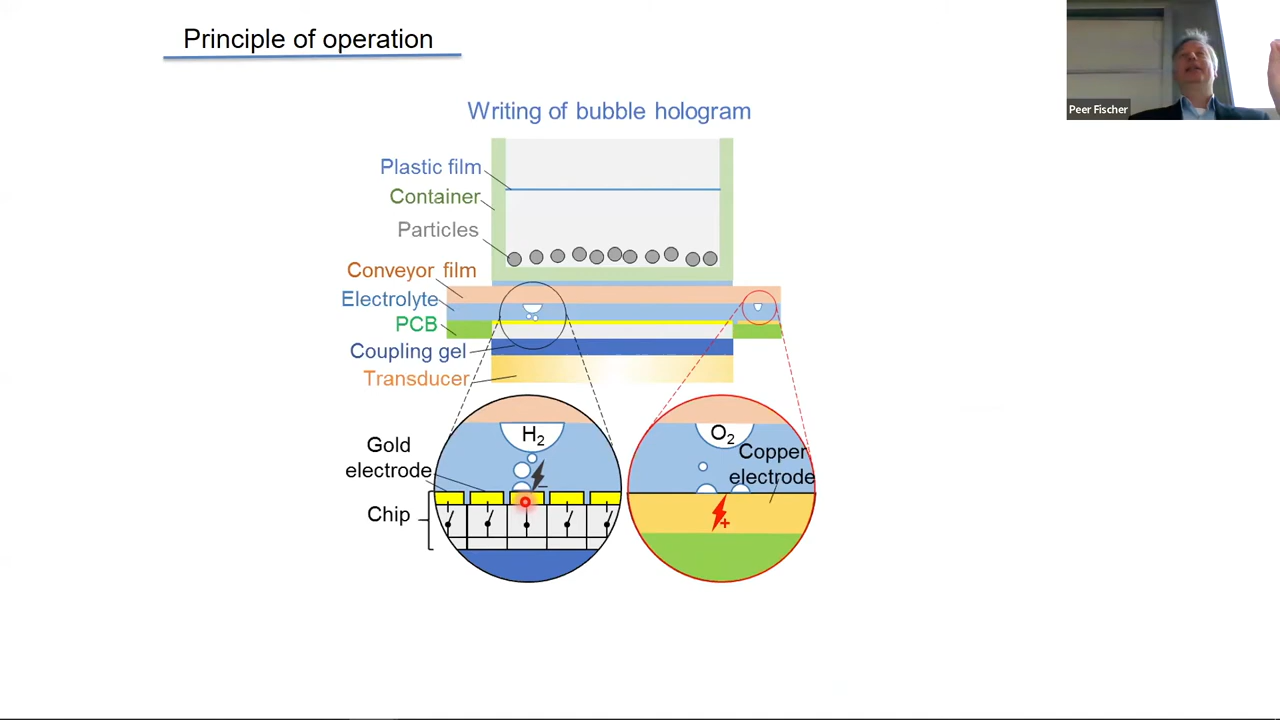 Principle of operation
Peer Fischer
Writing of bubble hologram
Plastic film
Container
Particles
Conveyor film
Electrolyte
PCB
Coupling gel
Transducer
Gold
electrode
Chip
H2
−
O2
Copper
electrode
+